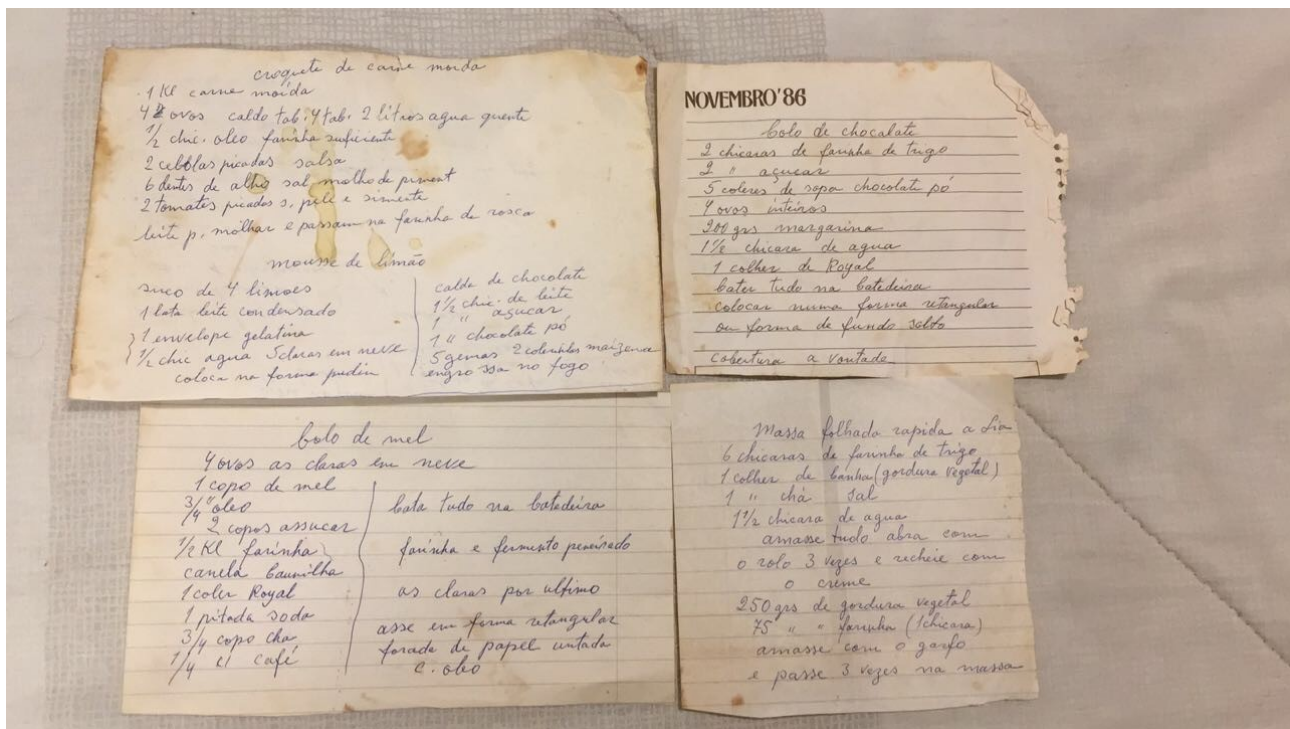 croquete de carne moida
1 Kl carne moída
4 ovos caldo tab. 4 tab. 2 litros agua quente
1/2 chic. oleo farinha suficiente
2 cebolas picadas salsa
6 dentes de alho sal molho de piment
2 tomates picados s, pele e simente
leite p. molhar e passam na farinha de rosca
mousse de limão
suco de 4 limoes
1 lata leite condensado
1 envelope gelatina
1/2 chic agua 5 claras em neve
coloca na forma pudin
calda de chocolate
1 1/2 chic. de leite
1 " açucar
1 " chocolate pó
5 gemas 2 colerinhas maizena
engrossa no fogo
NOVEMBRO'86
bolo de chocalate
2 chicaras de farinha de trigo
2 " açucar
5 coleres de sopa chocolate pó
4 ovos inteiros
200 grs margarina
1 1/2 chicara de agua
1 colher de Royal
bater tudo na batedeira
colocar numa forma retangular
ou forma de fundo solto
cobertura a vontade
bolo de mel
4 ovos as claras em neve
1 copo de mel
3/4 " oleo
2 copos assucar
1/2 Kl farinha
canela baunilha
1 coler Royal
1 pitada soda
3/4 copo cha
1/4 " café
bata tudo na batedeira
farinha e fermento peneirado
as claras por ultimo
asse em forma retangular
forada de papel untada
c. oleo
Massa folhada rapida a Lia
6 chicaras de farinha de trigo
1 colher de banha (gordura vegetal)
1 " chá sal
1 1/2 chicara de agua
amasse tudo abra com
o rolo 3 vezes e recheie com
o creme
250 grs de gordura vegetal
75 " " farinha (1 chicara)
amasse com o garfo
e passe 3 vezes na massa